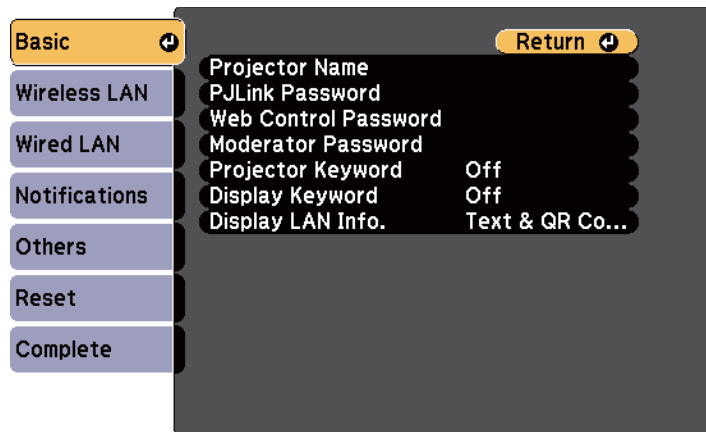 Basic
Wireless LAN
Wired LAN
Notifications
Others
Reset
Complete
Return
Projector Name
PJLink Password
Web Control Password
Moderator Password
Projector Keyword Off
Display Keyword Off
Display LAN Info. Text & QR Co...